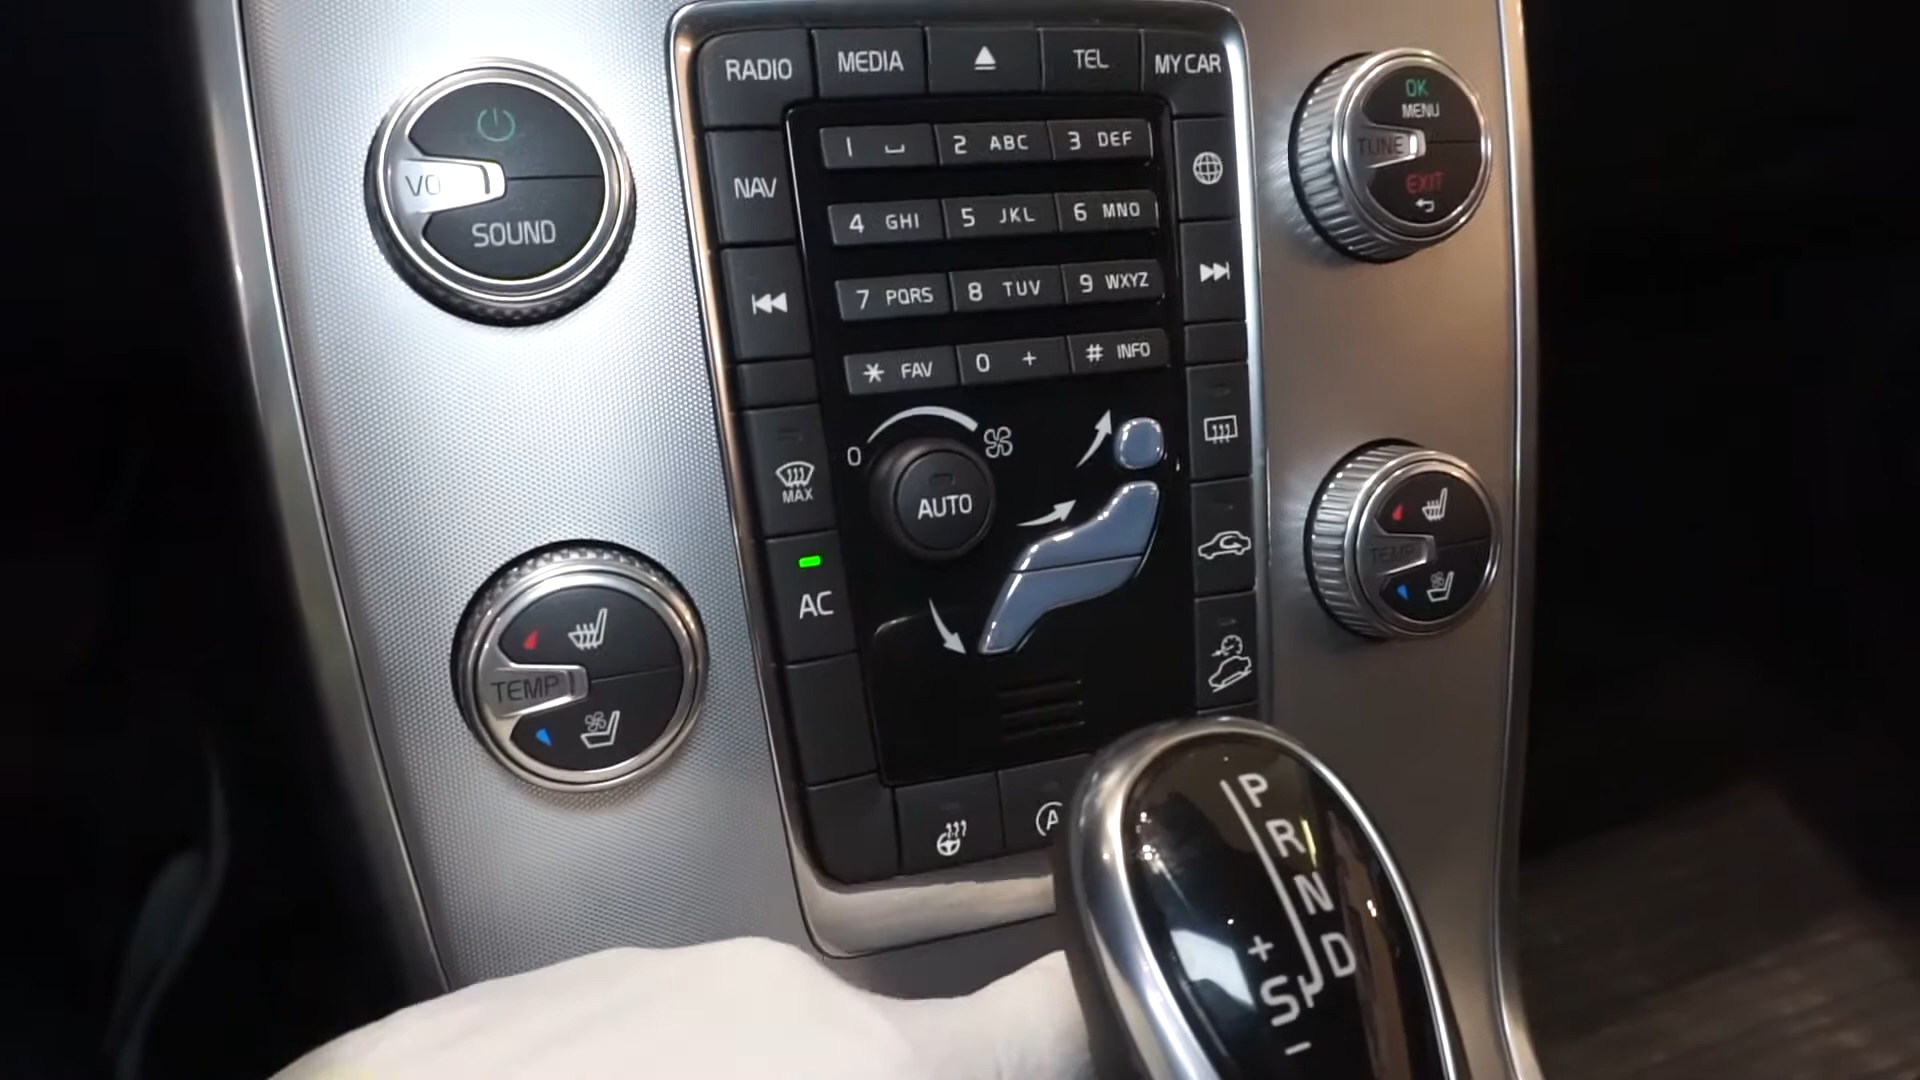 RADIO MEDIA TEL MY CAR
OK
MENU
TUNE
EXIT
1 2 ABC 3 DEF
NAV
VO
SOUND
4 GHI 5 JKL 6 MNO
7 PQRS 8 TUV 9 WXYZ
* FAV 0 + # INFO
0
MAX
AUTO
AC
TEMP
TEMP
A
P
R
N
D
+
S
-